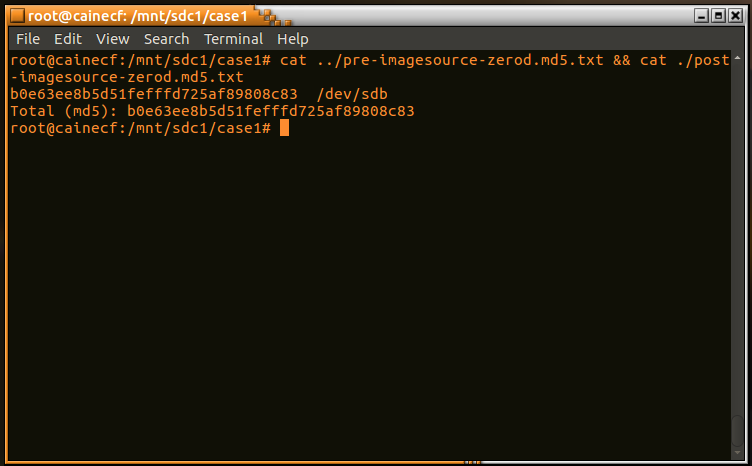 root@cainecf: /mnt/sdc1/case1
File Edit View Search Terminal Help
root@cainecf:/mnt/sdc1/case1# cat ../pre-imagesource-zerod.md5.txt && cat ./post
-imagesource-zerod.md5.txt
b0e63ee8b5d51fefffd725af89808c83  /dev/sdb
Total (md5): b0e63ee8b5d51fefffd725af89808c83
root@cainecf:/mnt/sdc1/case1#